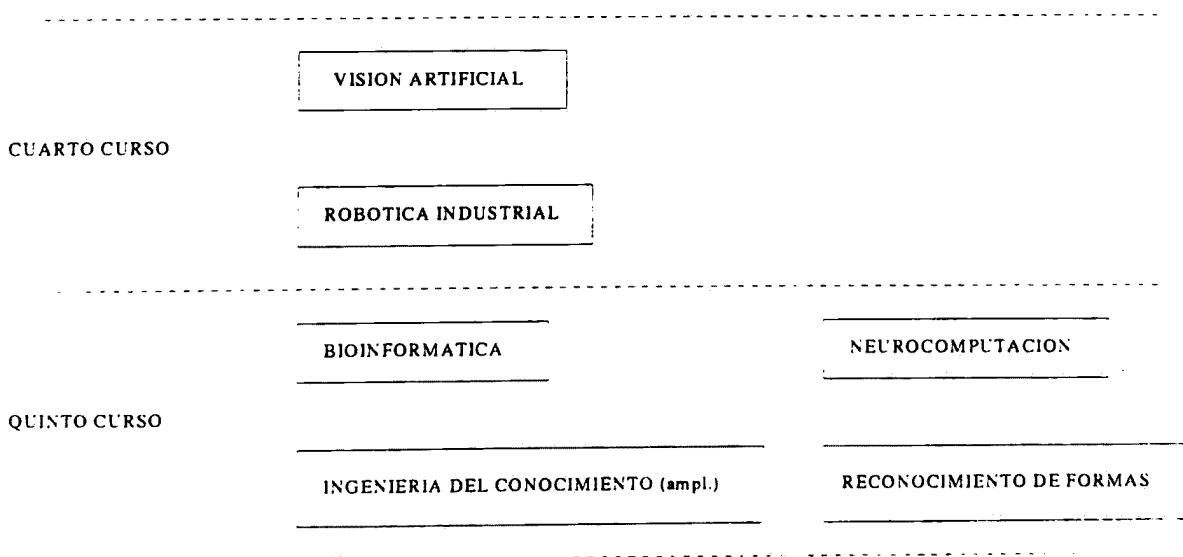 VISION ARTIFICIAL
CUARTO CURSO
ROBOTICA INDUSTRIAL
BIOINFORMATICA
NEUROCOMPUTACION
QUINTO CURSO
INGENIERIA DEL CONOCIMIENTO (ampl.)
RECONOCIMIENTO DE FORMAS